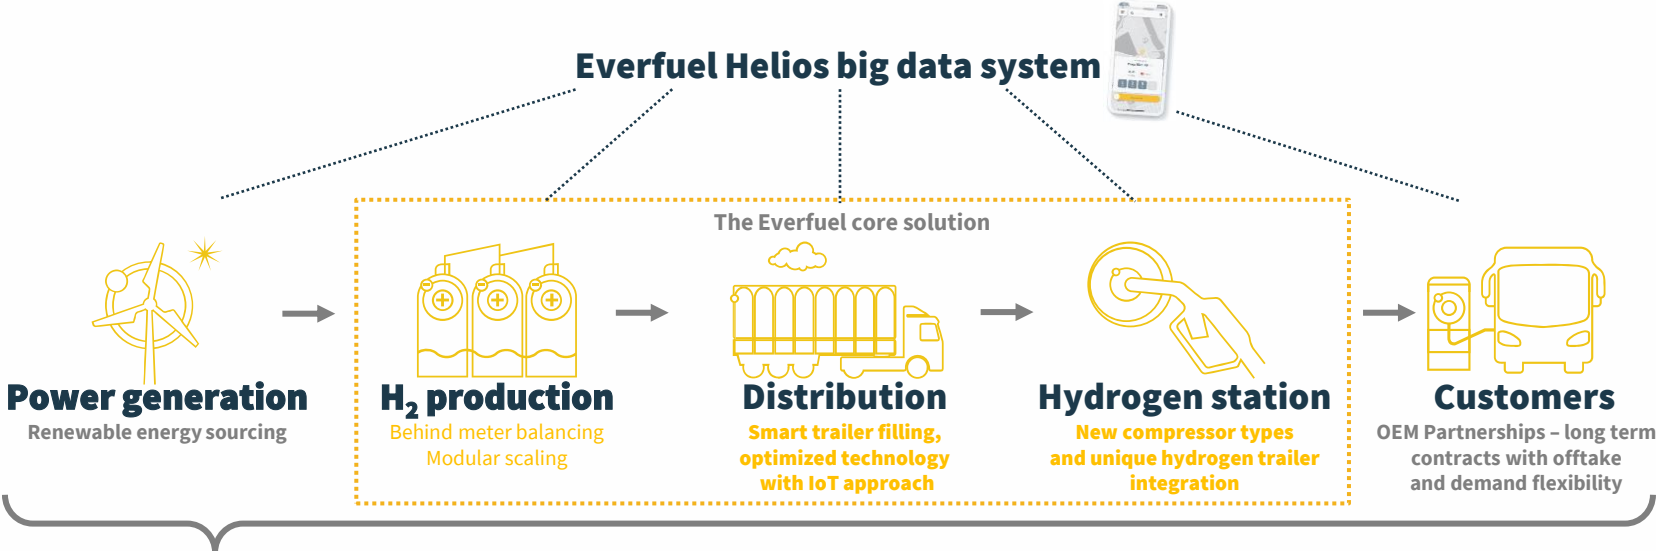 Everfuel Helios big data system
The Everfuel core solution
Power generation
Renewable energy sourcing
H₂ production
Behind meter balancing
Modular scaling
Distribution
Smart trailer filling,
optimized technology
with IoT approach
Hydrogen station
New compressor types
and unique hydrogen trailer
integration
Customers
OEM Partnerships – long term
contracts with offtake
and demand flexibility